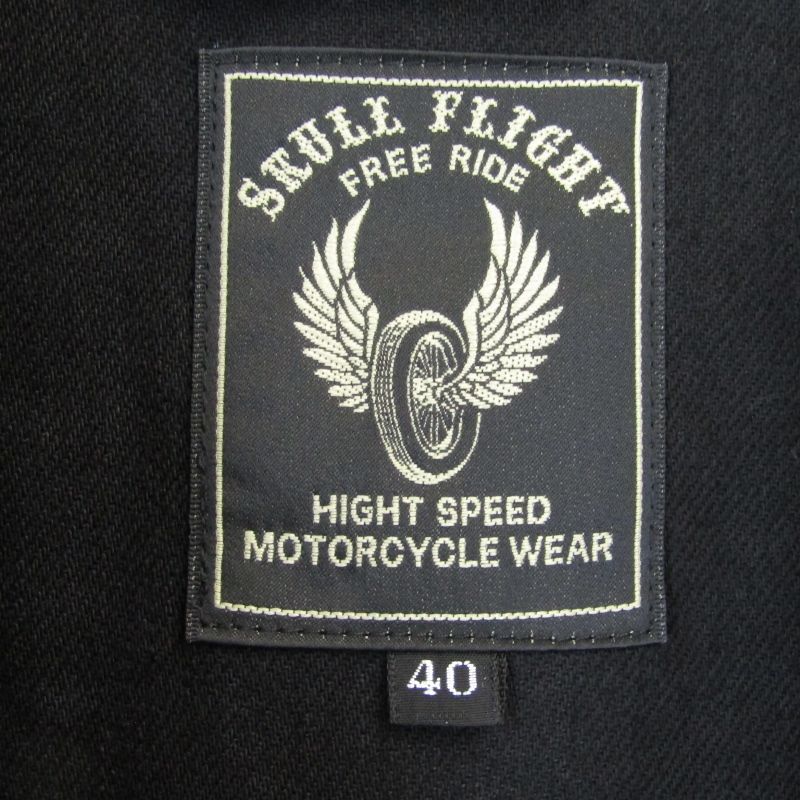 SKULL FLIGHT
FREE RIDE
HIGHT SPEED
MOTORCYCLE WEAR
40